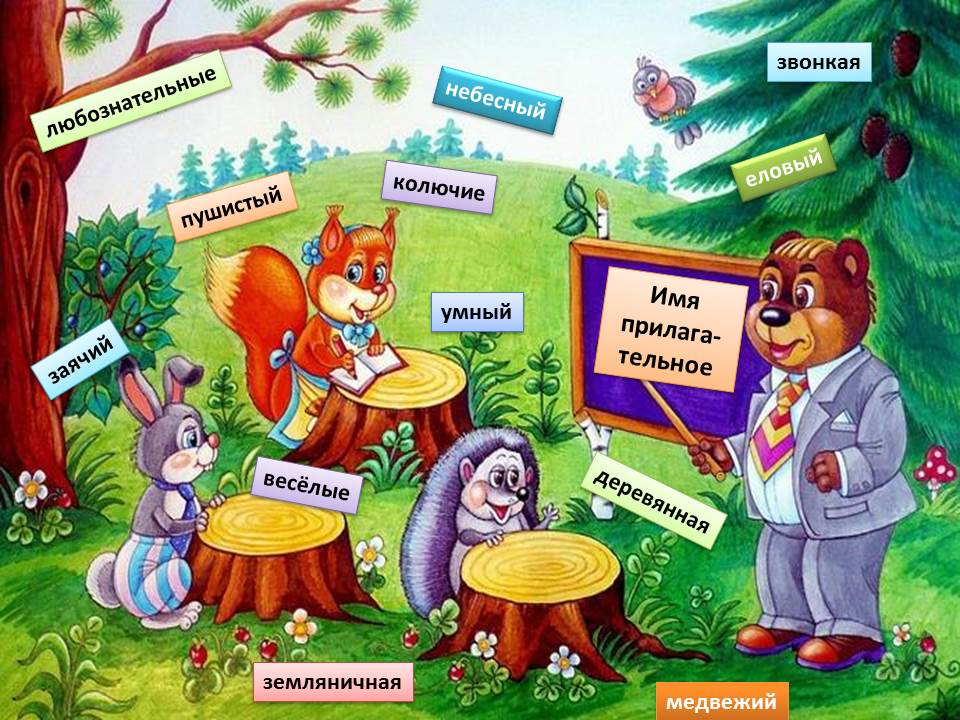 звонкая
любознательные
небесный
еловый
колючие
пушистый
Имя
прилага-
тельное
умный
заячий
весёлые
деревянная
земляничная
медвежий